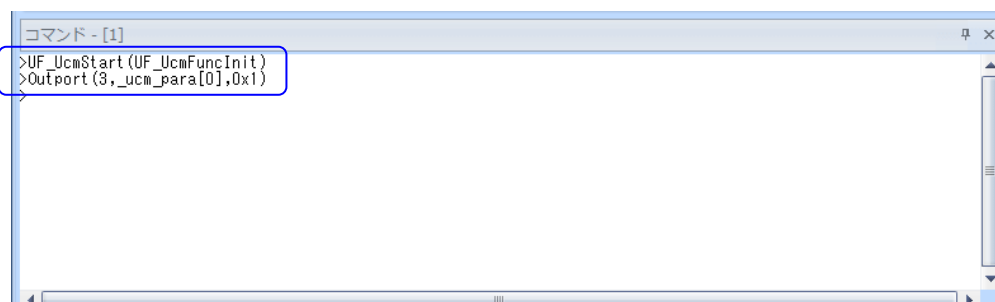 コマンド - [1]
>UF_UcmStart(UF_UcmFuncInit)
>Outport(3,_ucm_para[0],0x1)
>